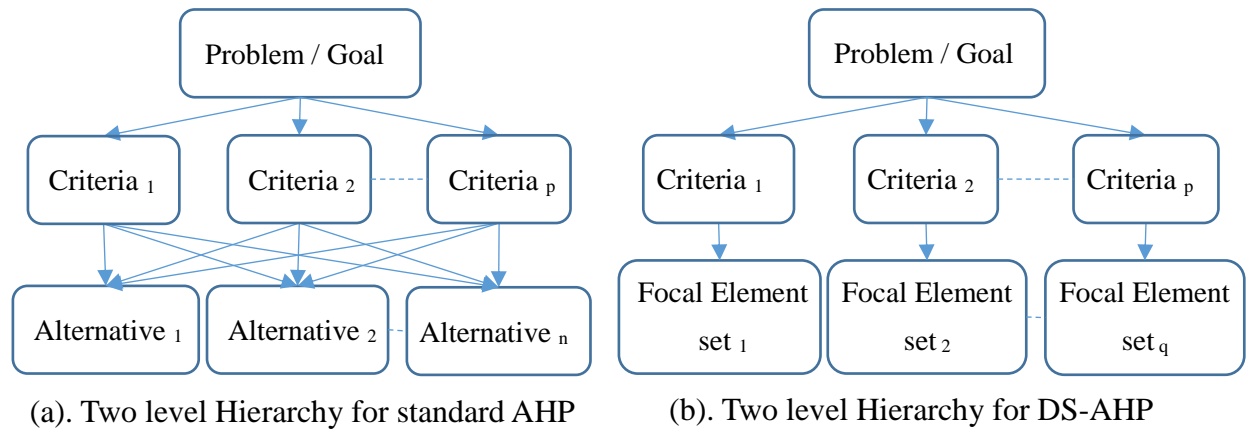 Problem / Goal
Criteria 1
Criteria 2
Criteria p
Alternative 1
Alternative 2
Alternative n
(a). Two level Hierarchy for standard AHP
Problem / Goal
Criteria 1
Criteria 2
Criteria p
Focal Element
set 1
Focal Element
set 2
Focal Element
set q
(b). Two level Hierarchy for DS-AHP